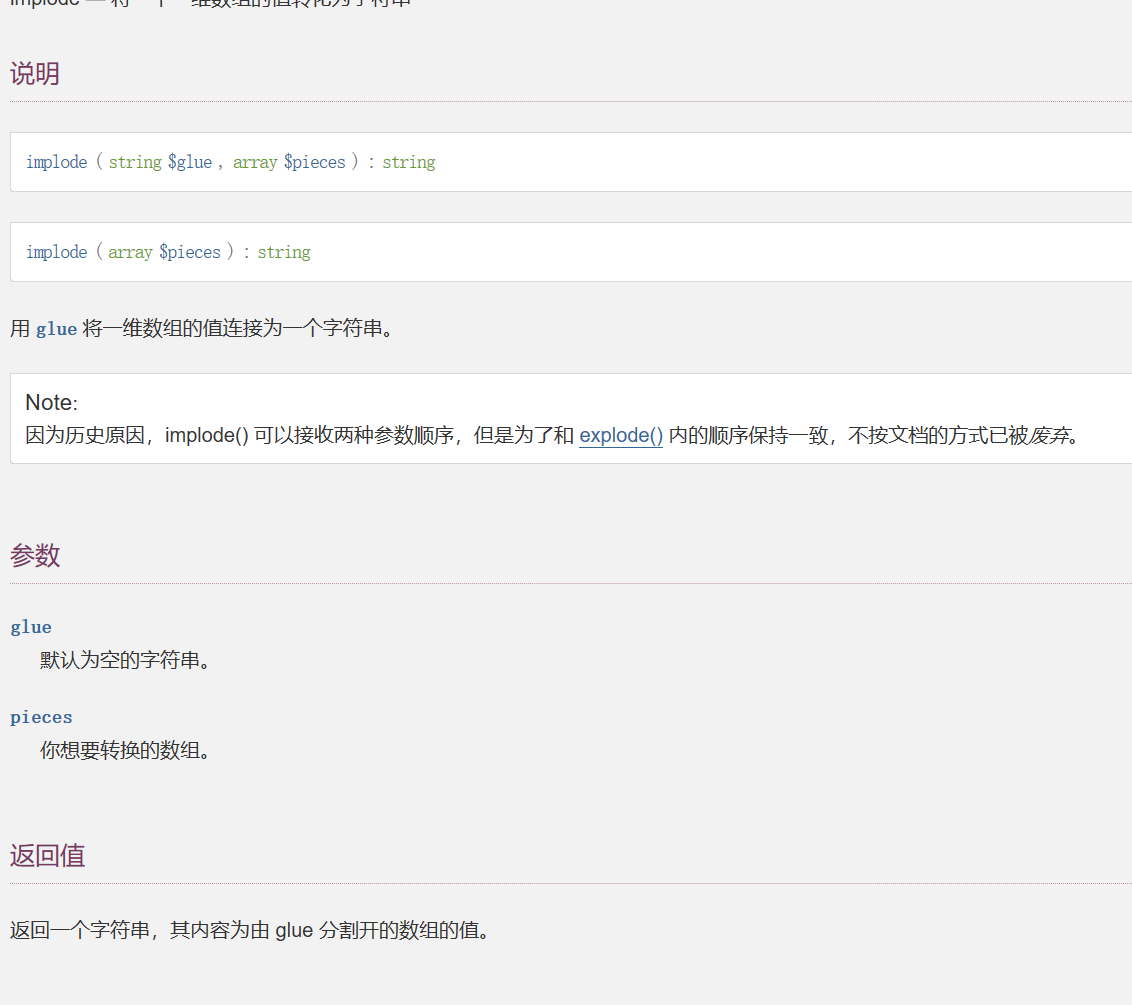 implode — 将一个一维数组的值转化为字符串
说明
implode ( string $glue , array $pieces ) : string
implode ( array $pieces ) : string
用 glue 将一维数组的值连接为一个字符串。
Note:
因为历史原因，implode() 可以接收两种参数顺序，但是为了和 explode() 内的顺序保持一致，不按文档的方式已被废弃。
参数
glue
默认为空的字符串。
pieces
你想要转换的数组。
返回值
返回一个字符串，其内容为由 glue 分割开的数组的值。